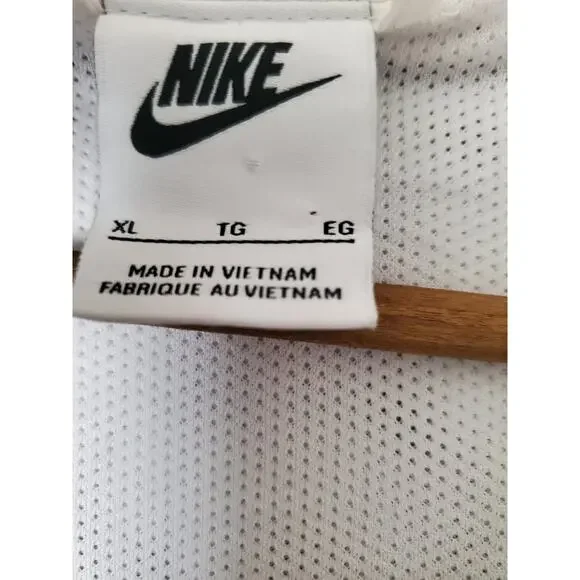 NIKE
XL TG EG
MADE IN VIETNAM
FABRIQUE AU VIETNAM